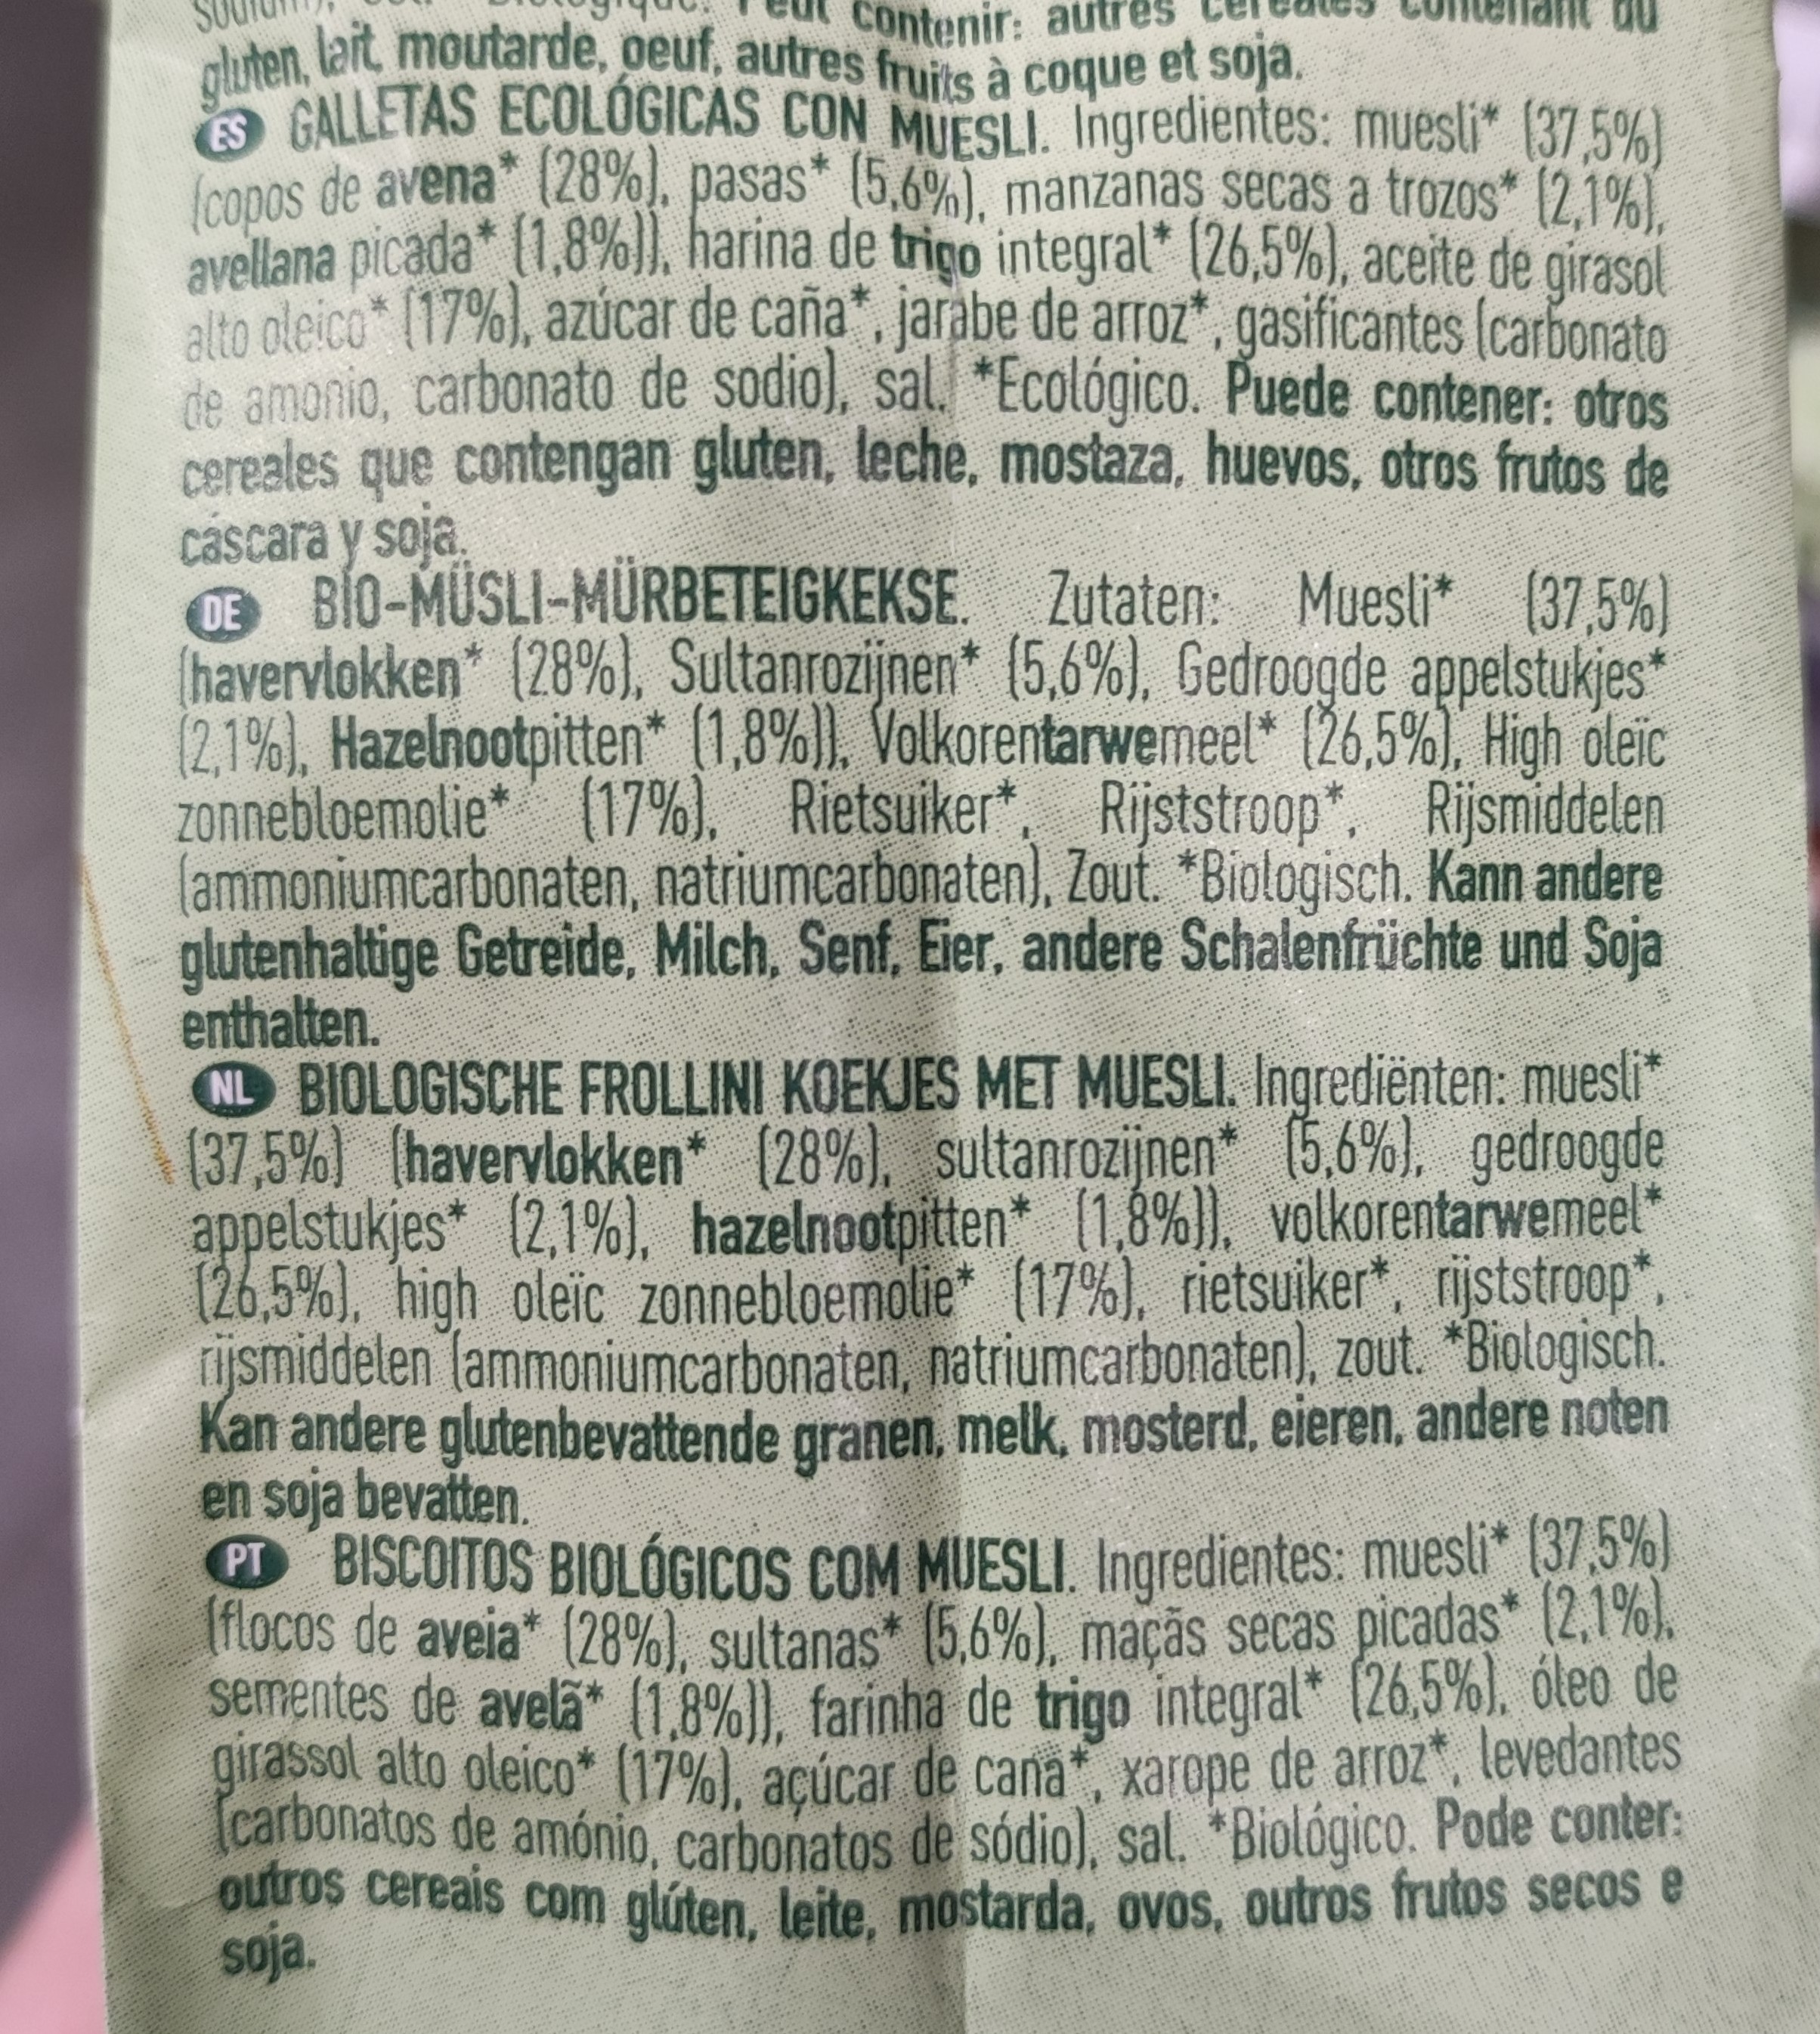 contenir: autres céréales contenant du
gluten, lait, moutarde, oeuf, autres fruits à coque et soja.
ES GALLETAS ECOLÓGICAS CON MUESLI. Ingredientes: muesli* (37,5%)
(copos de avena* (28%), pasas* (5,6%), manzanas secas a trozos* (2,1%),
avellana picada* (1,8%)), harina de trigo integral* (26,5%), aceite de girasol
alto oleico* (17%), azúcar de caña*, jarabe de arroz*, gasificantes (carbonato
de amonio, carbonato de sodio), sal. *Ecológico. Puede contener: otros
cereales que contengan gluten, leche, mostaza, huevos, otros frutos de
cáscara y soja.
DE BIO-MÜSLI-MÜRBETEIGKEKSE. Zutaten: Muesli* (37,5%)
(havervlokken* (28%), Sultanrozijnen* (5,6%), Gedroogde appelstukjes*
(2,1%), Hazelnootpitten* (1,8%)), Volkorentarwemeel* (26,5%), High oleïc
zonnebloemolie* (17%), Rietsuiker*, Rijststroop*, Rijsmiddelen
(ammoniumcarbonaten, natriumcarbonaten), Zout. *Biologisch. Kann andere
glutenhaltige Getreide, Milch, Senf, Eier, andere Schalenfrüchte und Soja
enthalten.
NL BIOLOGISCHE FROLLINI KOEKJES MET MUESLI. Ingrediënten: muesli*
(37,5%) (havervlokken* (28%), sultanrozijnen* (5,6%), gedroogde
appelstukjes* (2,1%), hazelnootpitten* (1,8%)), volkorentarwemeel*
(26,5%), high oleïc zonnebloemolie* (17%), rietsuiker*, rijststroop*,
rijsmiddelen (ammoniumcarbonaten, natriumcarbonaten), zout. *Biologisch.
Kan andere glutenbevattende granen, melk, mosterd, eieren, andere noten
en soja bevatten.
PT BISCOITOS BIOLÓGICOS COM MUESLI. Ingredientes: muesli* (37,5%)
(flocos de aveia* (28%), sultanas* (5,6%), maçãs secas picadas* (2,1%),
sementes de avelã* (1,8%)), farinha de trigo integral* (26,5%), óleo de
girassol alto oleico* (17%), açúcar de cana*, xarope de arroz*, levedantes
(carbonatos de amónio, carbonatos de sódio), sal. *Biológico. Pode conter:
outros cereais com glúten, leite, mostarda, ovos, outros frutos secos e
soja.